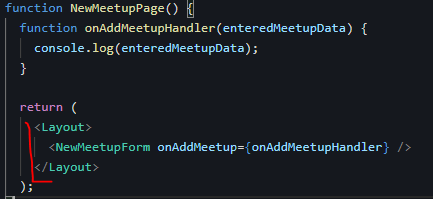 function NewMeetupPage() {
  function onAddMeetupHandler(enteredMeetupData) {
    console.log(enteredMeetupData);
  }

  return (
    <Layout>
      <NewMeetupForm onAddMeetup={onAddMeetupHandler} />
    </Layout>
  );